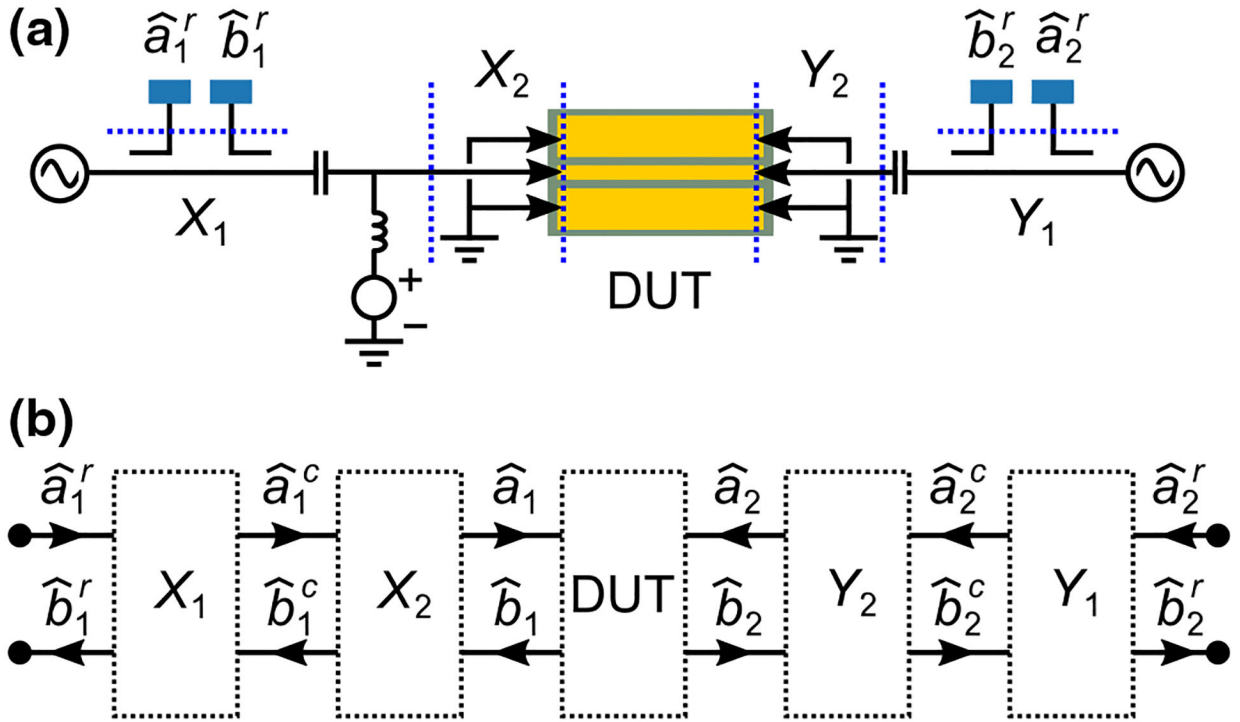 (a)
â₁ʳ b̂₁ʳ
b̂₂ʳ â₂ʳ
X₂
Y₂
X₁
Y₁
+
−
DUT
(b)
â₁ʳ â₁ᶜ â₁ â₂ â₂ᶜ â₂ʳ
X₁ X₂ DUT Y₂ Y₁
b̂₁ʳ b̂₁ᶜ b̂₁ b̂₂ b̂₂ᶜ b̂₂ʳ